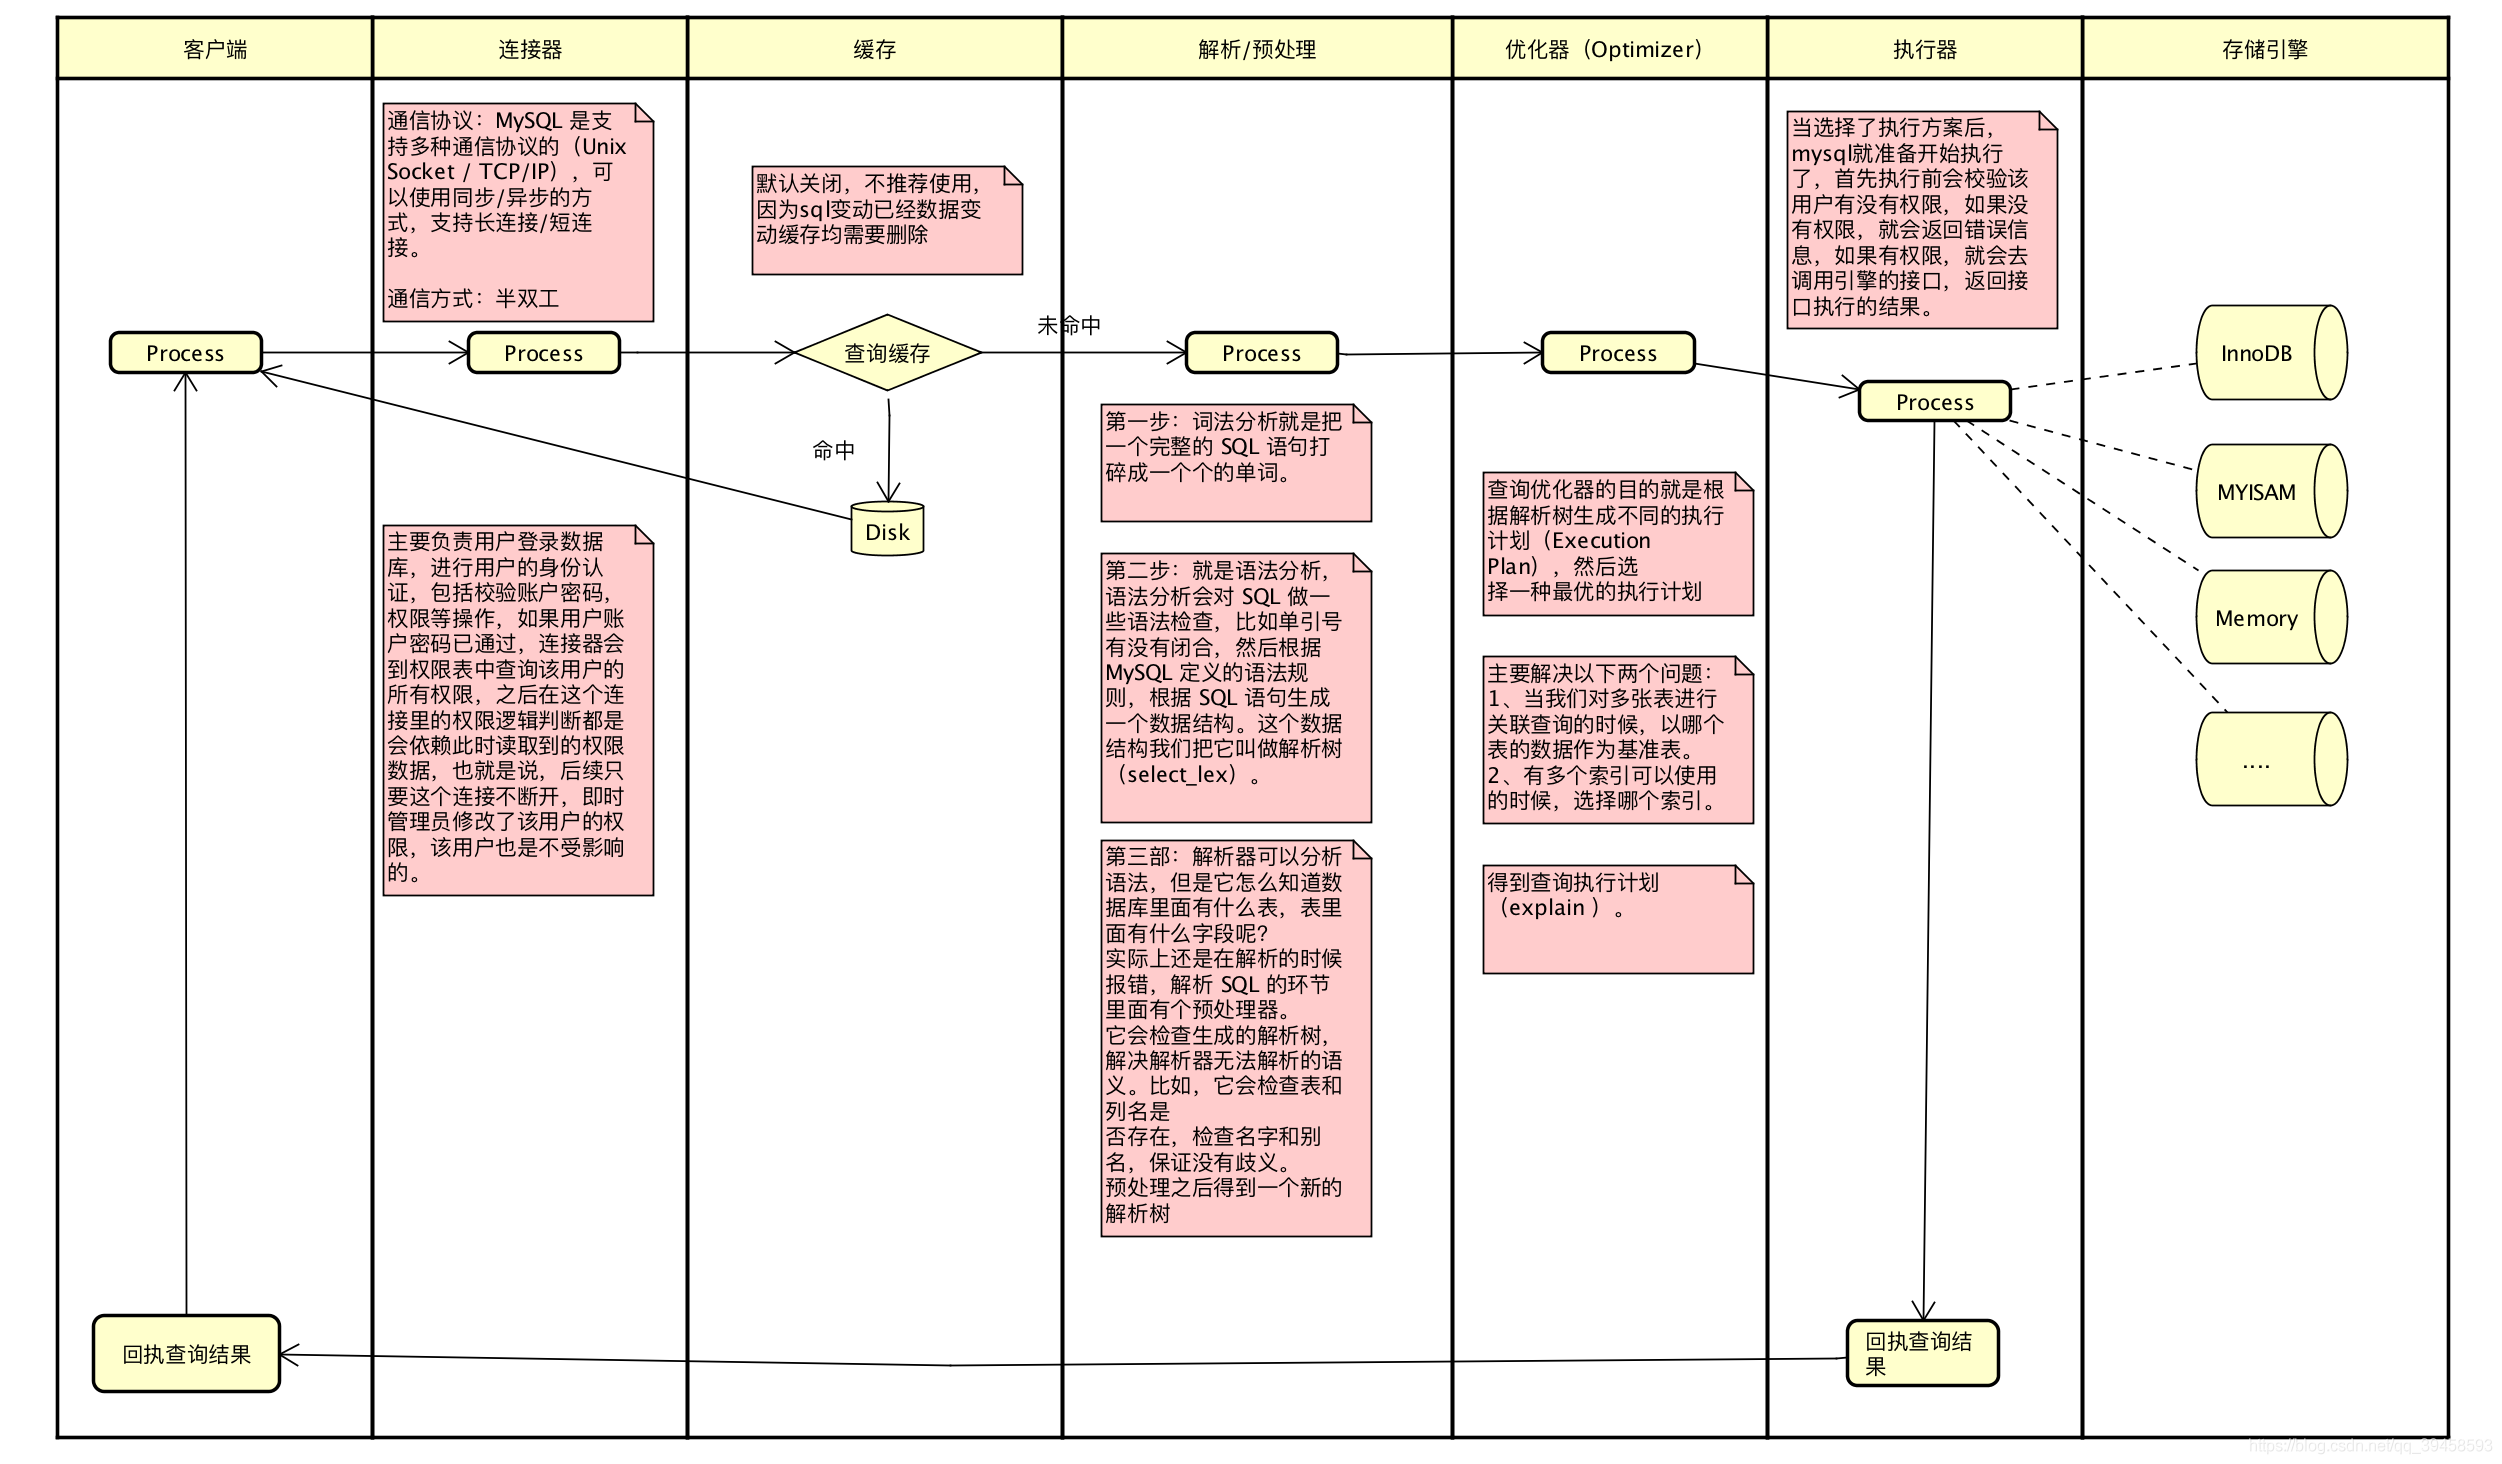 客户端
连接器
缓存
解析/预处理
优化器（Optimizer）
执行器
存储引擎
通信协议：MySQL 是支
持多种通信协议的（Unix
Socket / TCP/IP），可
以使用同步/异步的方
式，支持长连接/短连
接。
通信方式：半双工
默认关闭，不推荐使用，
因为sql变动已经数据变
动缓存均需要删除
当选择了执行方案后，
mysql就准备开始执行
了，首先执行前会校验该
用户有没有权限，如果没
有权限，就会返回错误信
息，如果有权限，就会去
调用引擎的接口，返回接
口执行的结果。
Process
Process
查询缓存
未命中
Process
Process
Process
InnoDB
MYISAM
Memory
....
命中
Disk
主要负责用户登录数据
库，进行用户的身份认
证，包括校验账户密码，
权限等操作，如果用户账
户密码已通过，连接器会
到权限表中查询该用户的
所有权限，之后在这个连
接里的权限逻辑判断都是
会依赖此时读取到的权限
数据，也就是说，后续只
要这个连接不断开，即时
管理员修改了该用户的权
限，该用户也是不受影响
的。
第一步：词法分析就是把
一个完整的 SQL 语句打
碎成一个个的单词。
第二步：就是语法分析，
语法分析会对 SQL 做一
些语法检查，比如单引号
有没有闭合，然后根据
MySQL 定义的语法规
则，根据 SQL 语句生成
一个数据结构。这个数据
结构我们把它叫做解析树
（select_lex）。
第三部：解析器可以分析
语法，但是它怎么知道数
据库里面有什么表，表里
面有什么字段呢？
实际上还是在解析的时候
报错，解析 SQL 的环节
里面有个预处理器。
它会检查生成的解析树，
解决解析器无法解析的语
义。比如，它会检查表和
列名是
否存在，检查名字和别
名，保证没有歧义。
预处理之后得到一个新的
解析树
查询优化器的目的就是根
据解析树生成不同的执行
计划（Execution
Plan），然后选
择一种最优的执行计划
主要解决以下两个问题：
1、当我们对多张表进行
关联查询的时候，以哪个
表的数据作为基准表。
2、有多个索引可以使用
的时候，选择哪个索引。
得到查询执行计划
（explain ）。
回执查询结果
回执查询结
果
https://blog.csdn.net/qq_39458593